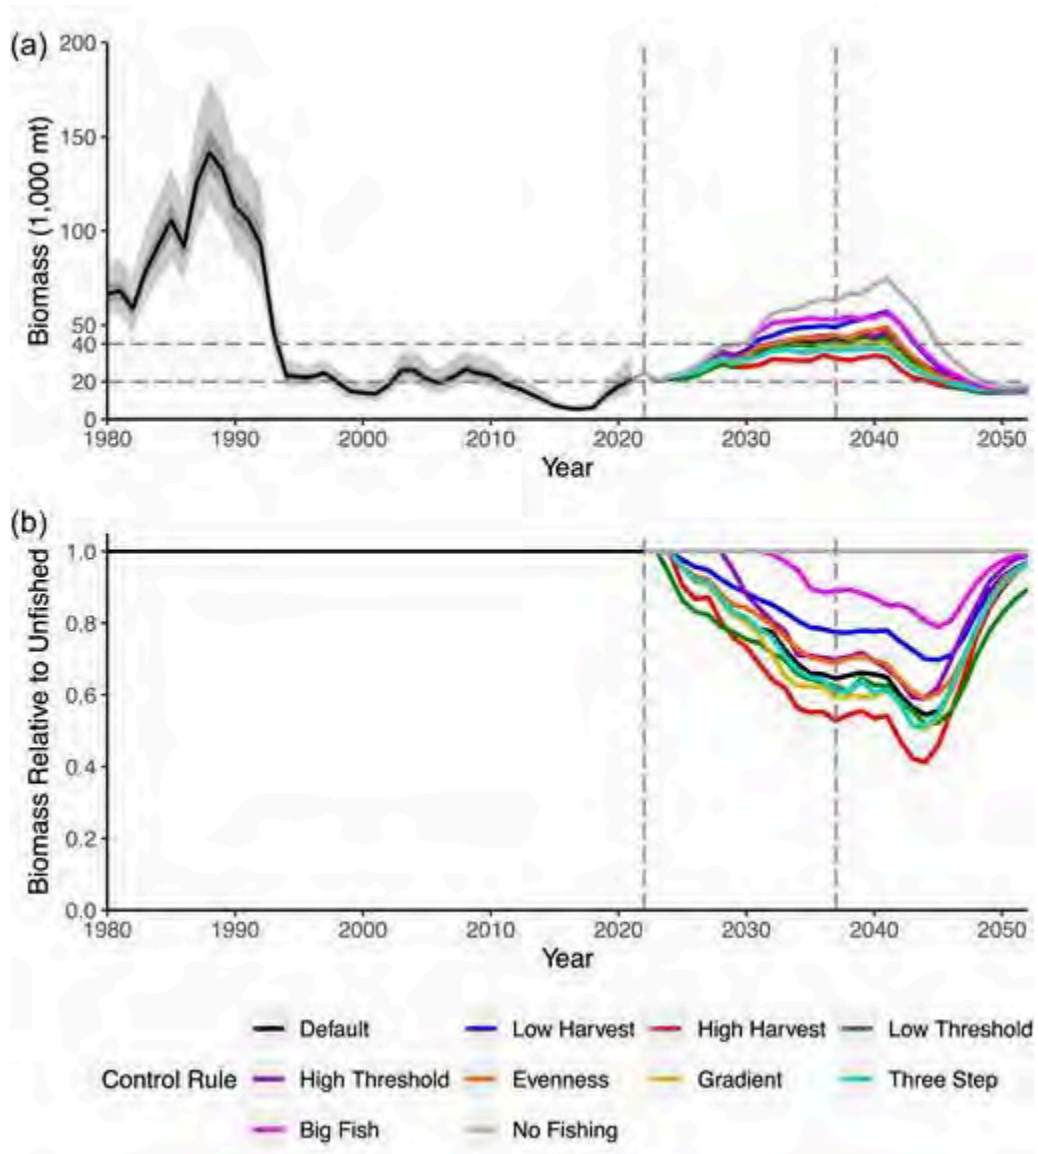 (a)
200
150
100
50
40
20
0
Biomass (1,000 mt)
1980 1990 2000 2010 2020 2030 2040 2050
Year
(b)
1.0
0.8
0.6
0.4
0.2
0.0
Biomass Relative to Unfished
1980 1990 2000 2010 2020 2030 2040 2050
Year
Default Low Harvest High Harvest Low Threshold
Control Rule High Threshold Evenness Gradient Three Step
Big Fish No Fishing